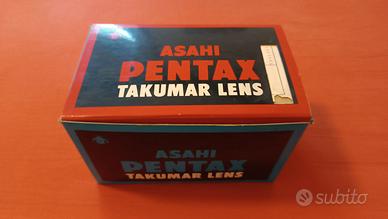 ASAHI
PENTAX
TAKUMAR LENS
ASAHI
PENTAX
TAKUMAR LENS
subito